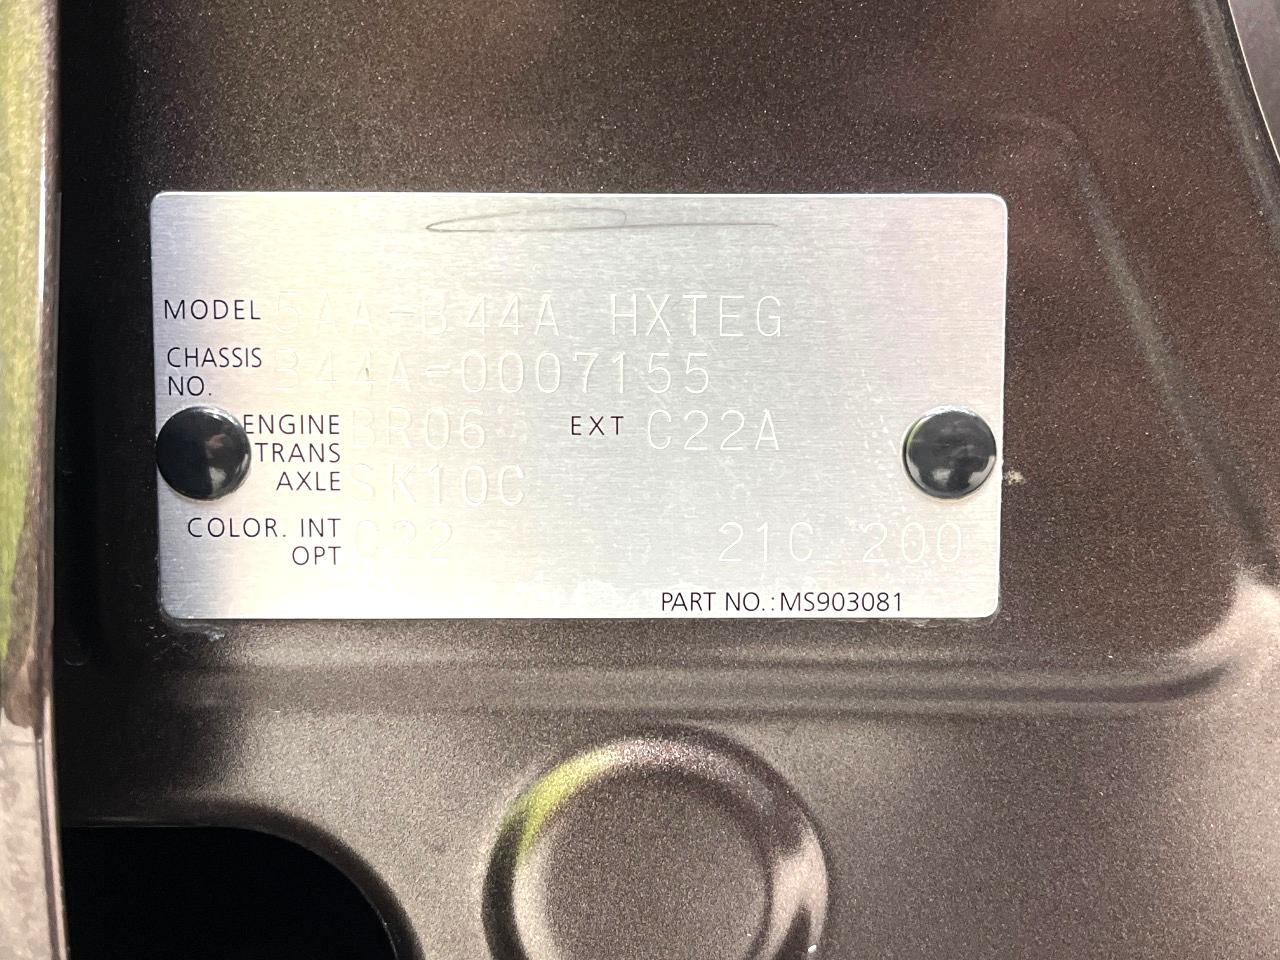 MODEL 5AA-B44A HXTEG
CHASSIS NO. B44A-0007155
ENGINE BR06 EXT C22A
TRANS
AXLE SK10C
COLOR. INT C22 21C 200
OPT
PART NO.:MS903081